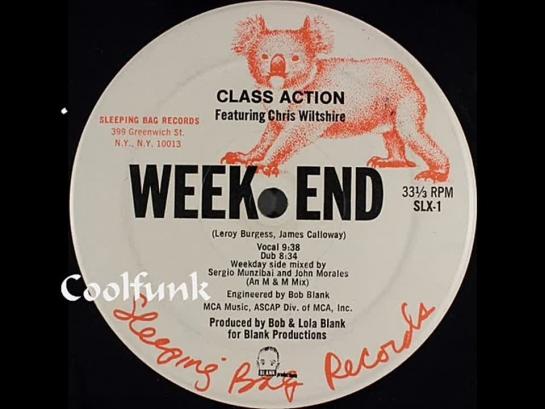 CLASS ACTION
Featuring Chris Wiltshire
SLEEPING BAG RECORDS
399 Greenwich St.
N.Y., N.Y. 10013
WEEK END
33⅓ RPM
SLX-1
(Leroy Burgess, James Calloway)
Vocal 9:38
Dub 8:34
Weekday side mixed by
Sergio Munzibai and John Morales
(An M & M Mix)
Engineered by Bob Blank
MCA Music, ASCAP Div. of MCA, Inc.
Produced by Bob & Lola Blank
for Blank Productions
BLANK
Coolfunk
Sleeping Bag Records